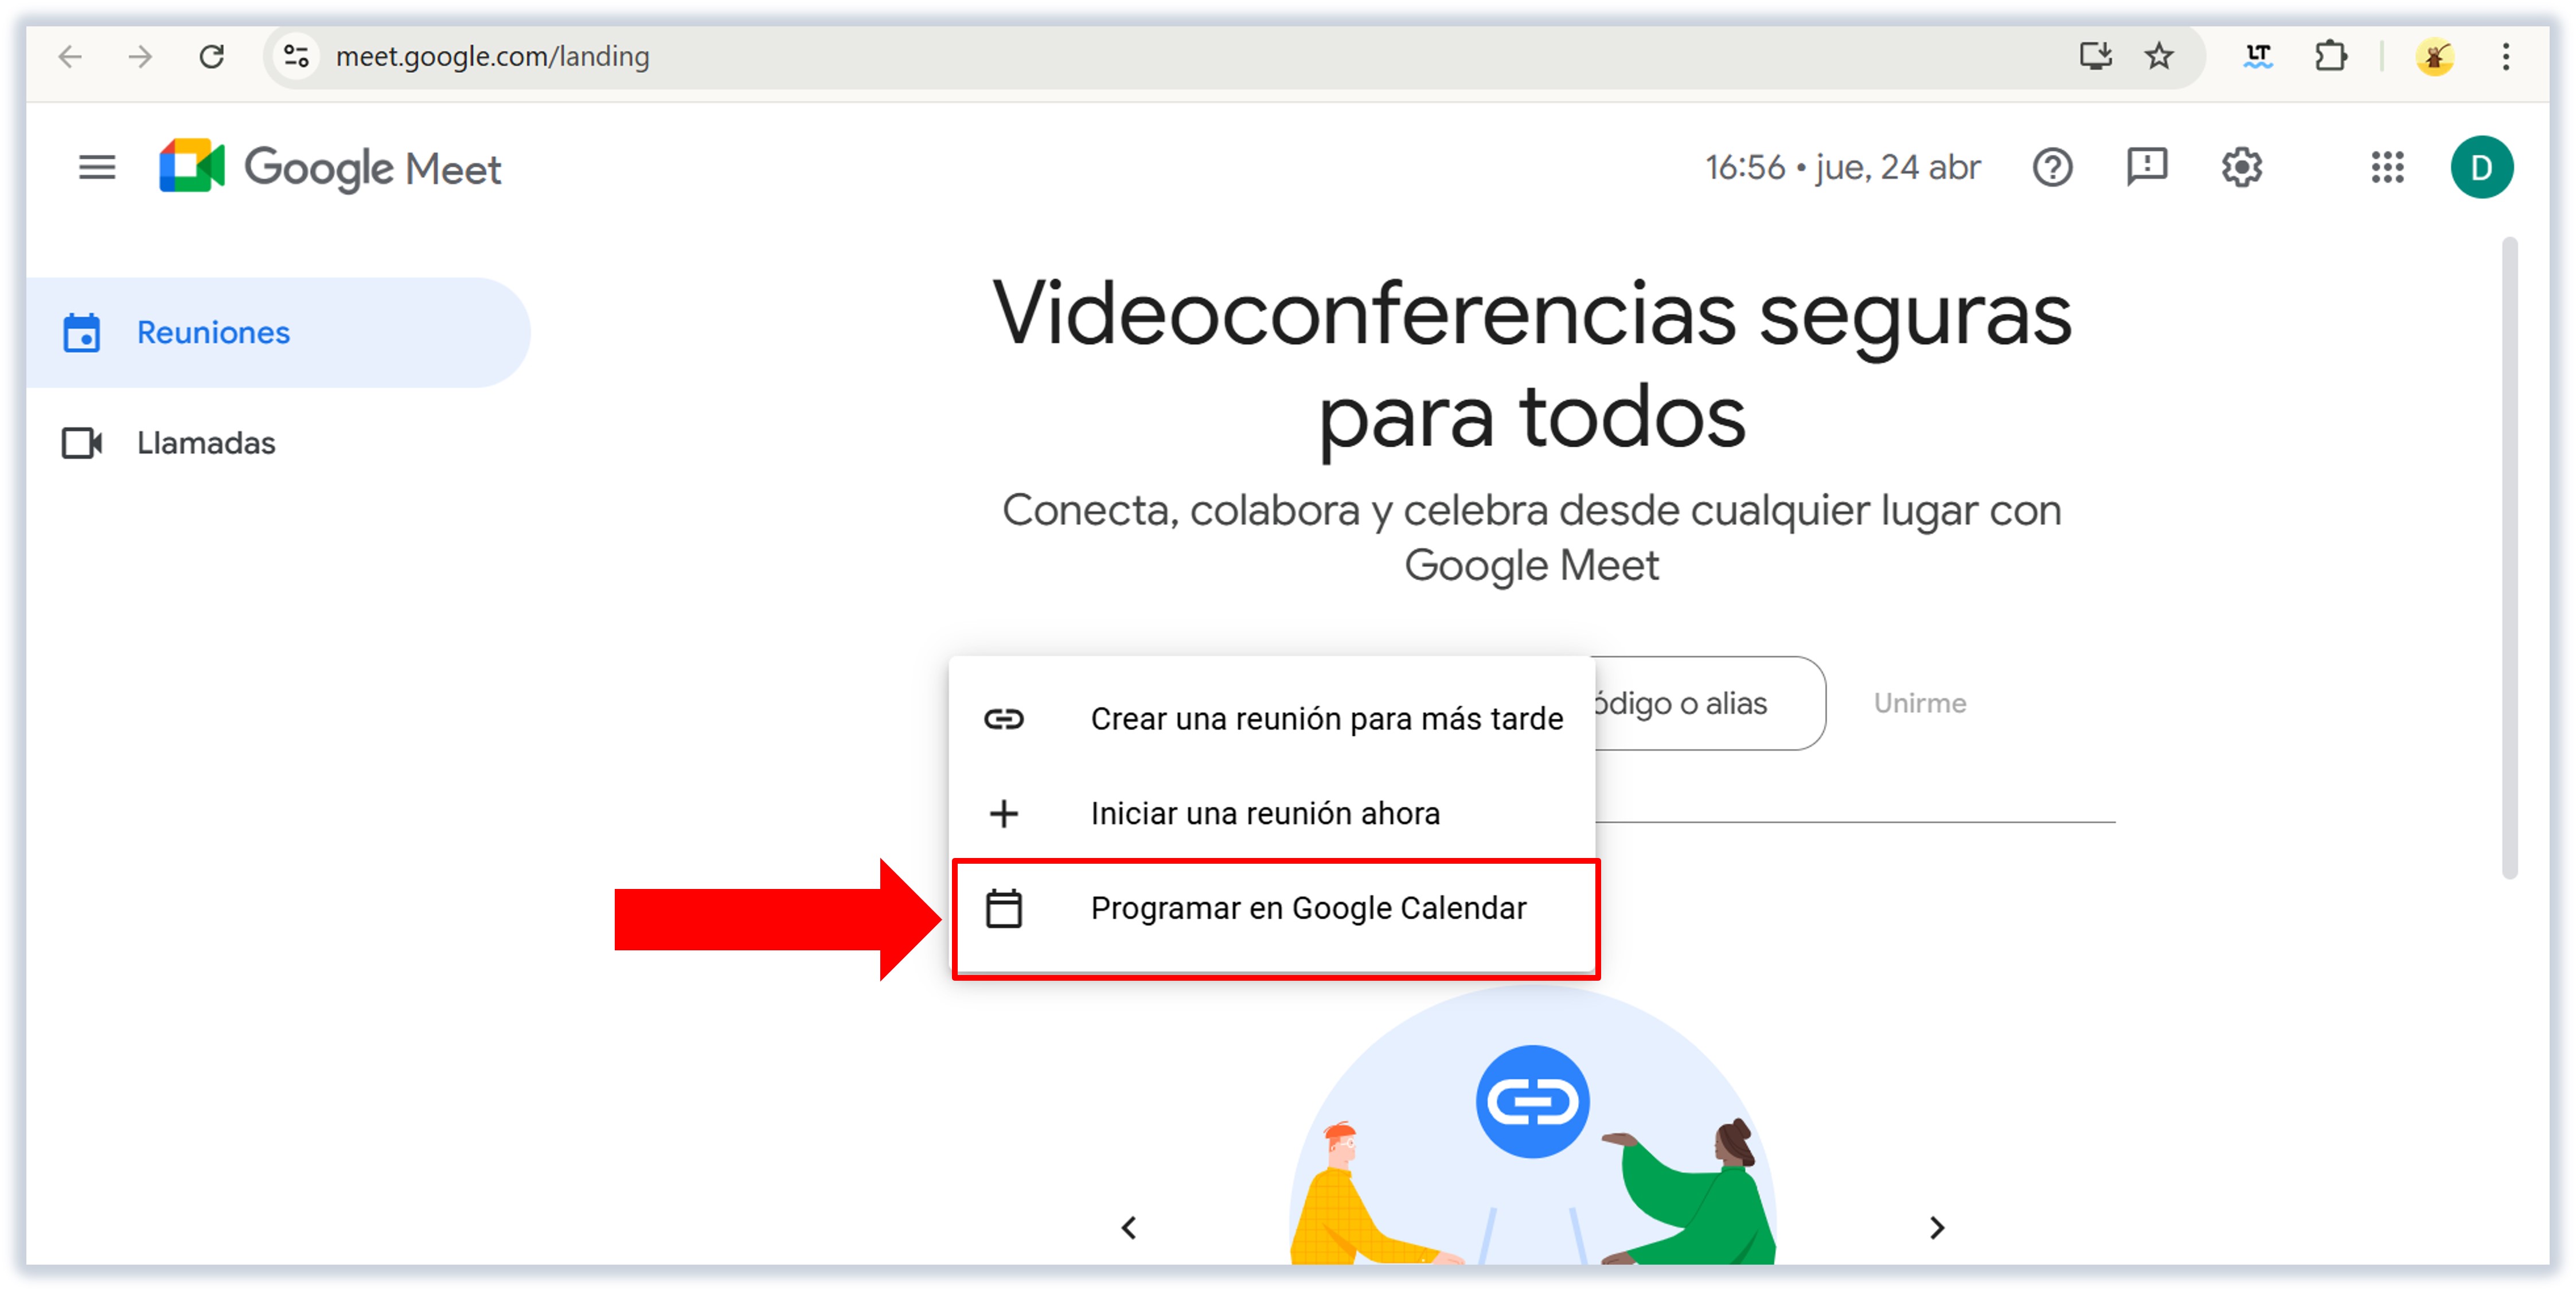 meet.google.com/landing
LT
Google Meet
16:56 • jue, 24 abr
D
Reuniones
Llamadas
Videoconferencias seguras
para todos
Conecta, colabora y celebra desde cualquier lugar con
Google Meet
Crear una reunión para más tarde
ódigo o alias
Unirme
Iniciar una reunión ahora
Programar en Google Calendar